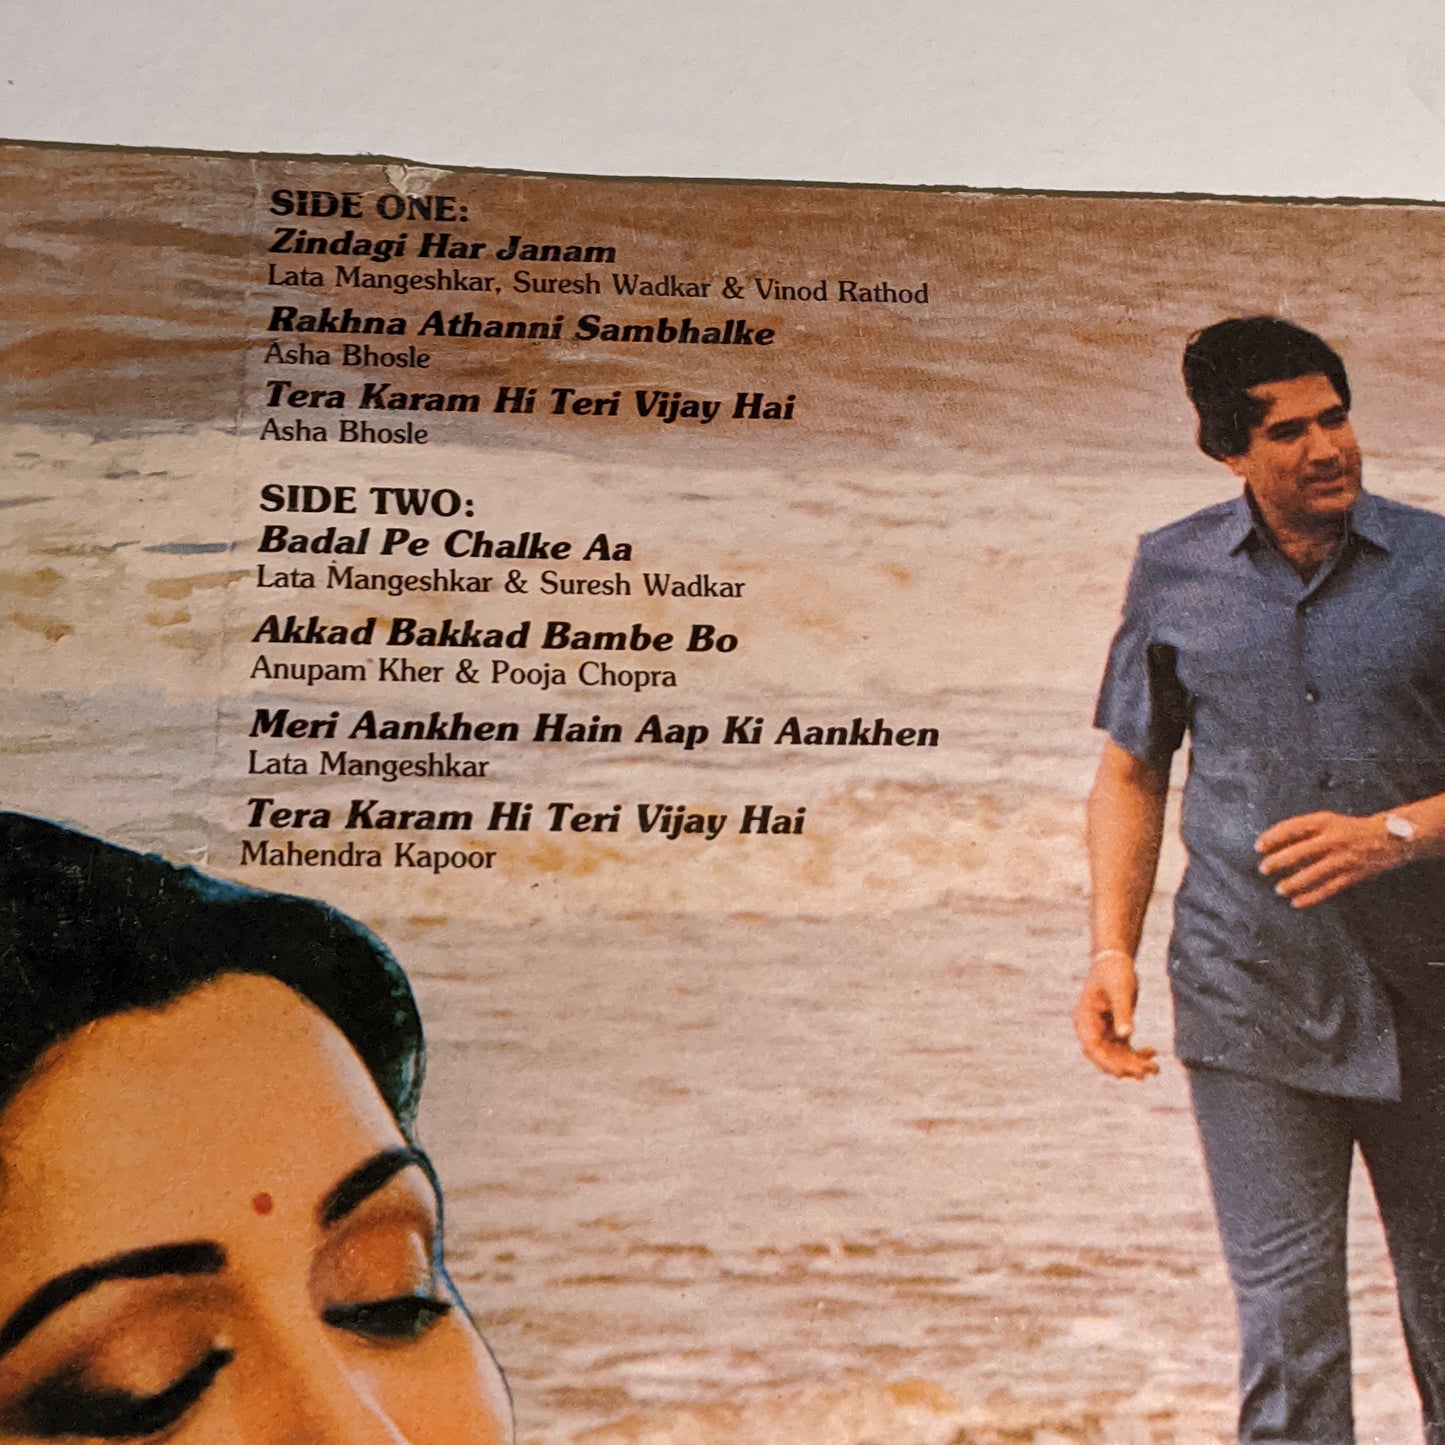 SIDE ONE:
Zindagi Har Janam
Lata Mangeshkar, Suresh Wadkar & Vinod Rathod
Rakhna Athanni Sambhalke
Asha Bhosle
Tera Karam Hi Teri Vijay Hai
Asha Bhosle
SIDE TWO:
Badal Pe Chalke Aa
Lata Mangeshkar & Suresh Wadkar
Akkad Bakkad Bambe Bo
Anupam Kher & Pooja Chopra
Meri Aankhen Hain Aap Ki Aankhen
Lata Mangeshkar
Tera Karam Hi Teri Vijay Hai
Mahendra Kapoor